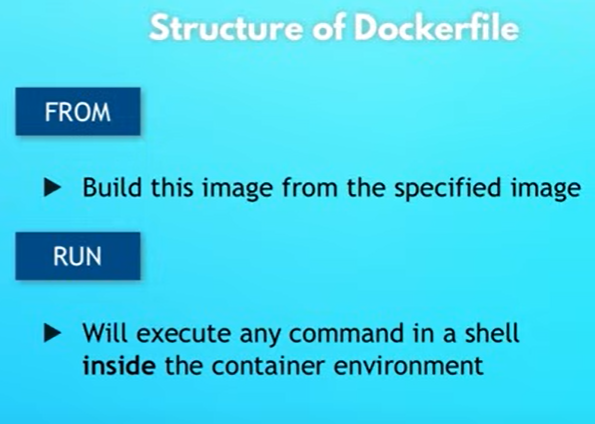 Structure of Dockerfile
FROM
Build this image from the specified image
RUN
Will execute any command in a shell
inside the container environment